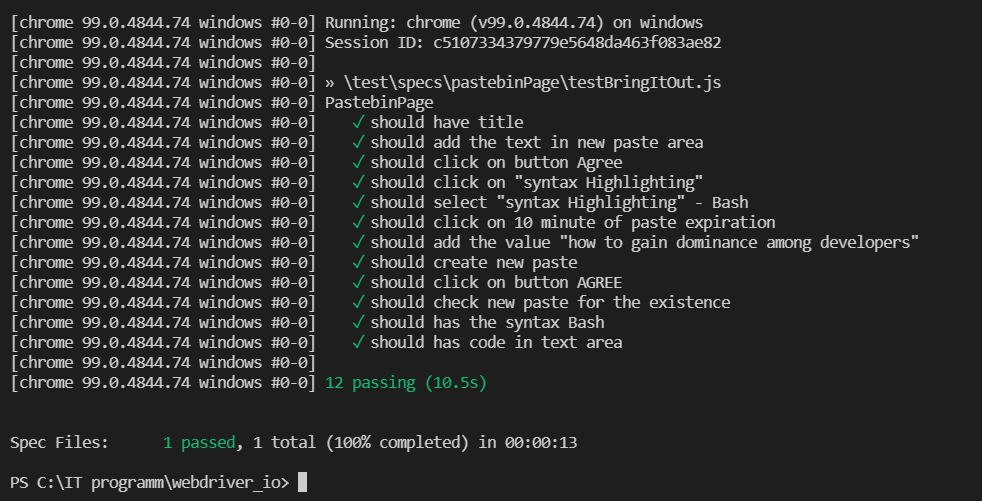 [chrome 99.0.4844.74 windows #0-0] Running: chrome (v99.0.4844.74) on windows
[chrome 99.0.4844.74 windows #0-0] Session ID: c5107334379779e5648da463f083ae82
[chrome 99.0.4844.74 windows #0-0]
[chrome 99.0.4844.74 windows #0-0] » \test\specs\pastebinPage\testBringItOut.js
[chrome 99.0.4844.74 windows #0-0] PastebinPage
[chrome 99.0.4844.74 windows #0-0]    ✓ should have title
[chrome 99.0.4844.74 windows #0-0]    ✓ should add the text in new paste area
[chrome 99.0.4844.74 windows #0-0]    ✓ should click on button Agree
[chrome 99.0.4844.74 windows #0-0]    ✓ should click on "syntax Highlighting"
[chrome 99.0.4844.74 windows #0-0]    ✓ should select "syntax Highlighting" - Bash
[chrome 99.0.4844.74 windows #0-0]    ✓ should click on 10 minute of paste expiration
[chrome 99.0.4844.74 windows #0-0]    ✓ should add the value "how to gain dominance among developers"
[chrome 99.0.4844.74 windows #0-0]    ✓ should create new paste
[chrome 99.0.4844.74 windows #0-0]    ✓ should click on button AGREE
[chrome 99.0.4844.74 windows #0-0]    ✓ should check new paste for the existence
[chrome 99.0.4844.74 windows #0-0]    ✓ should has the syntax Bash
[chrome 99.0.4844.74 windows #0-0]    ✓ should has code in text area
[chrome 99.0.4844.74 windows #0-0]
[chrome 99.0.4844.74 windows #0-0] 12 passing (10.5s)
Spec Files:      1 passed, 1 total (100% completed) in 00:00:13
PS C:\IT programm\webdriver_io>